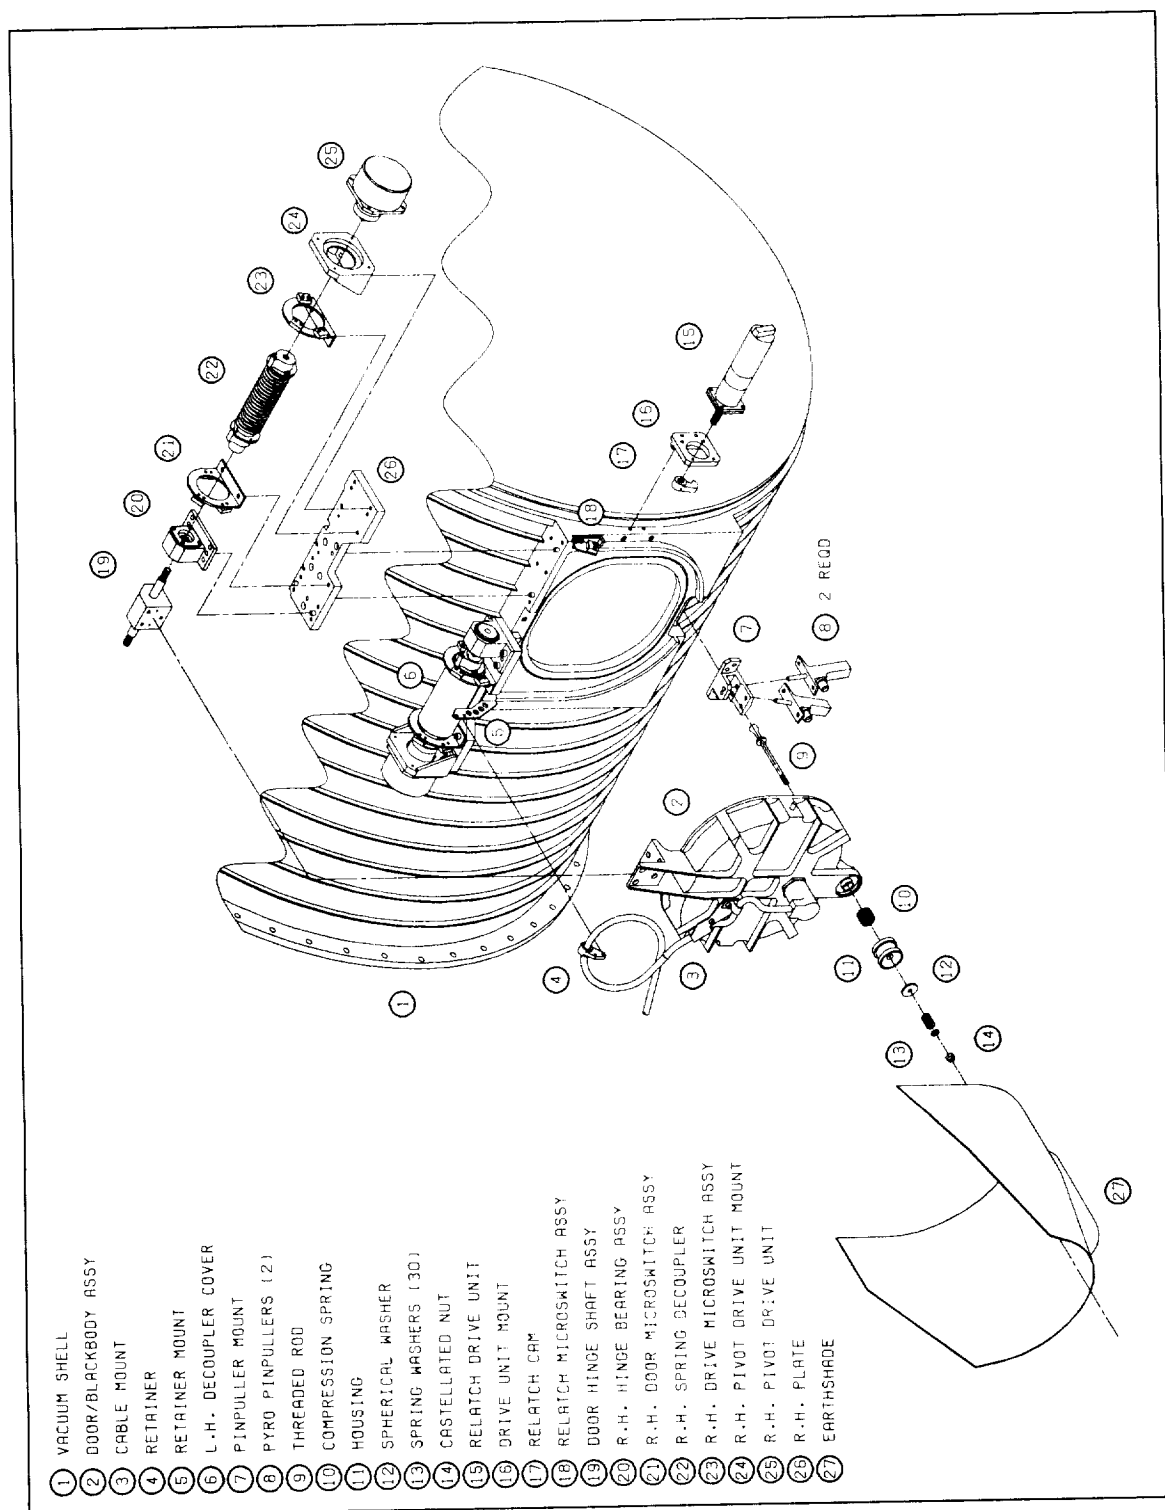 1 VACUUM SHELL
2 DOOR/BLACKBODY ASSY
3 CABLE MOUNT
4 RETAINER
5 RETAINER MOUNT
6 L.H. DECOUPLER COVER
7 PINPULLER MOUNT
8 PYRO PINPULLERS (2)
9 THREADED ROD
10 COMPRESSION SPRING
11 HOUSING
12 SPHERICAL WASHER
13 SPRING WASHERS (30)
14 CASTELLATED NUT
15 RELATCH DRIVE UNIT
16 DRIVE UNIT MOUNT
17 RELATCH CAM
18 RELATCH MICROSWITCH ASSY
19 DOOR HINGE SHAFT ASSY
20 R.H. HINGE BEARING ASSY
21 R.H. DOOR MICROSWITCH ASSY
22 R.H. SPRING DECOUPLER
23 R.H. DRIVE MICROSWITCH ASSY
24 R.H. PIVOT DRIVE UNIT MOUNT
25 R.H. PIVOT DRIVE UNIT
26 R.H. PLATE
27 EARTHSHADE
19
20
21
22
23
24
25
26
18
17
16
15
6
5
7
8 2 REQD
9
2
1
4
3
10
11
12
13
14
27